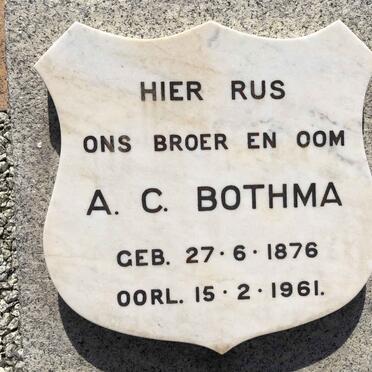 HIER RUS
ONS BROER EN OOM
A. C. BOTHMA
GEB. 27·6·1876
OORL. 15·2·1961.